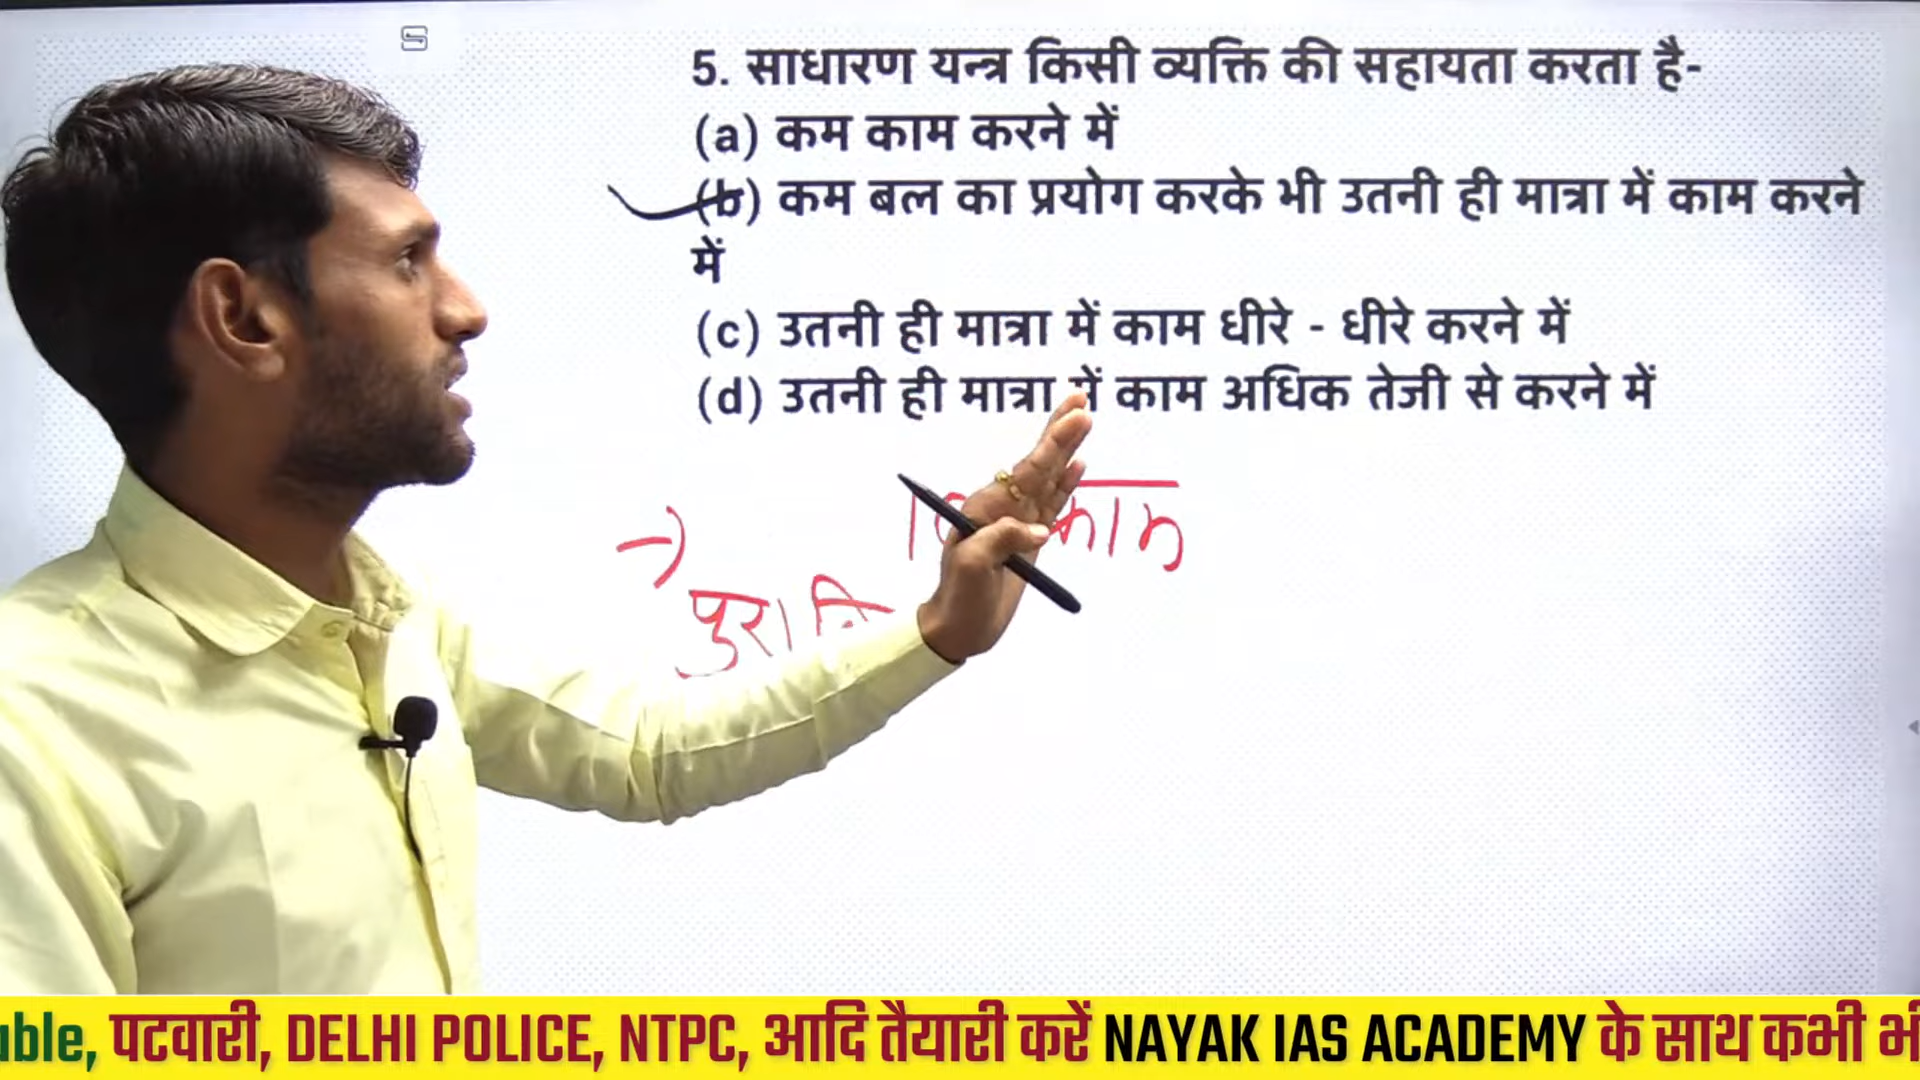 5. साधारण यन्त्र किसी व्यक्ति की सहायता करता है-
(a) कम काम करने में
(b) कम बल का प्रयोग करके भी उतनी ही मात्रा में काम करने
में
(c) उतनी ही मात्रा में काम धीरे - धीरे करने में
(d) उतनी ही मात्रा में काम अधिक तेजी से करने में
काम
पुरा
पटवारी, DELHI POLICE, NTPC, आदि तैयारी करें NAYAK IAS ACADEMY के साथ कभी